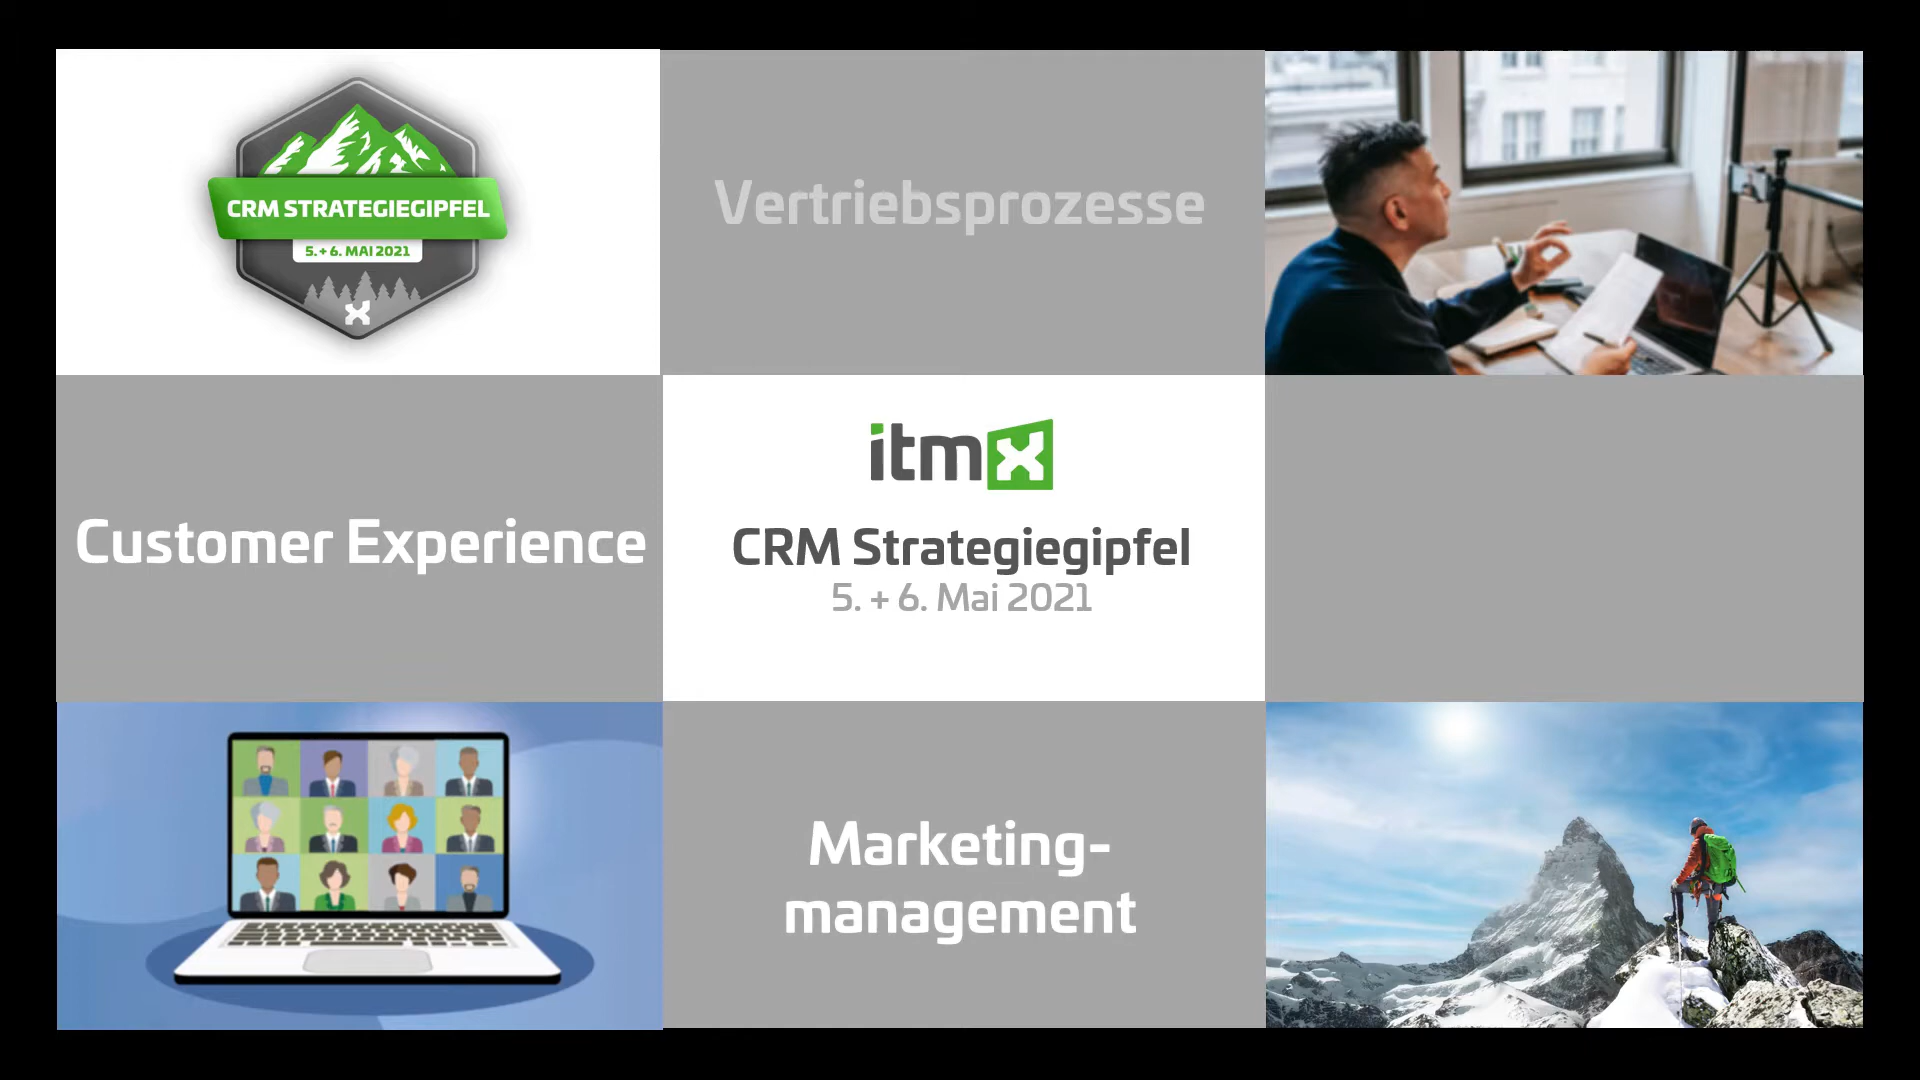 CRM STRATEGIEGIPFEL
5. + 6. MAI 2021
Vertriebsprozesse
Customer Experience
itmx
CRM Strategiegipfel
5. + 6. Mai 2021
Marketing-
management